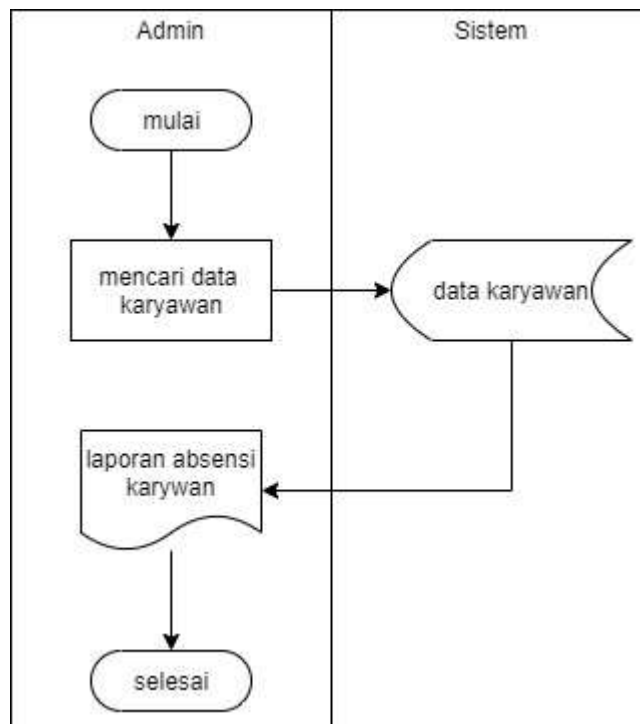 Admin
Sistem
mulai
mencari data
karyawan
data karyawan
laporan absensi
karywan
selesai